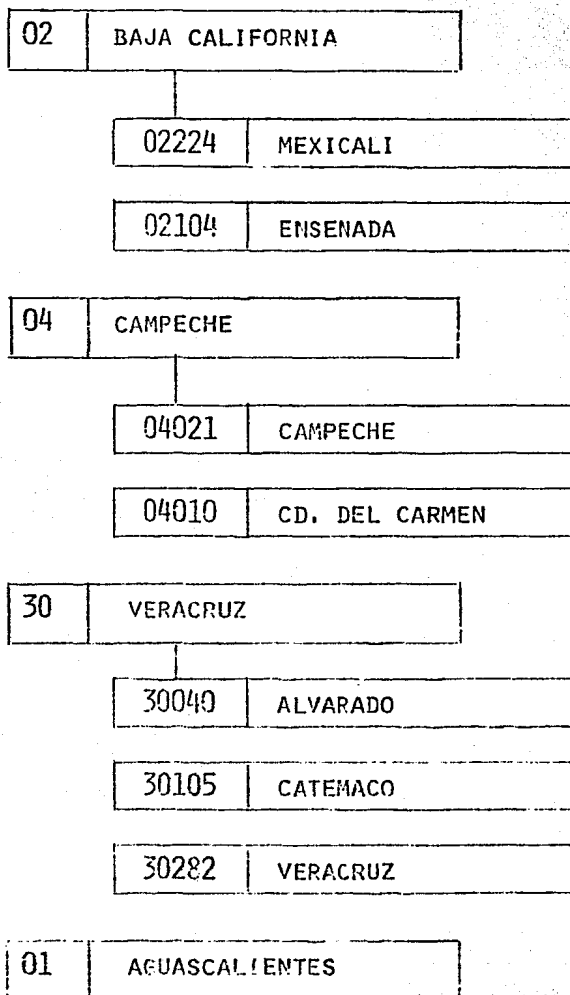 02 BAJA CALIFORNIA
02224 MEXICALI
02104 ENSENADA
04 CAMPECHE
04021 CAMPECHE
04010 CD. DEL CARMEN
30 VERACRUZ
30040 ALVARADO
30105 CATEMACO
30282 VERACRUZ
01 AGUASCALIENTES